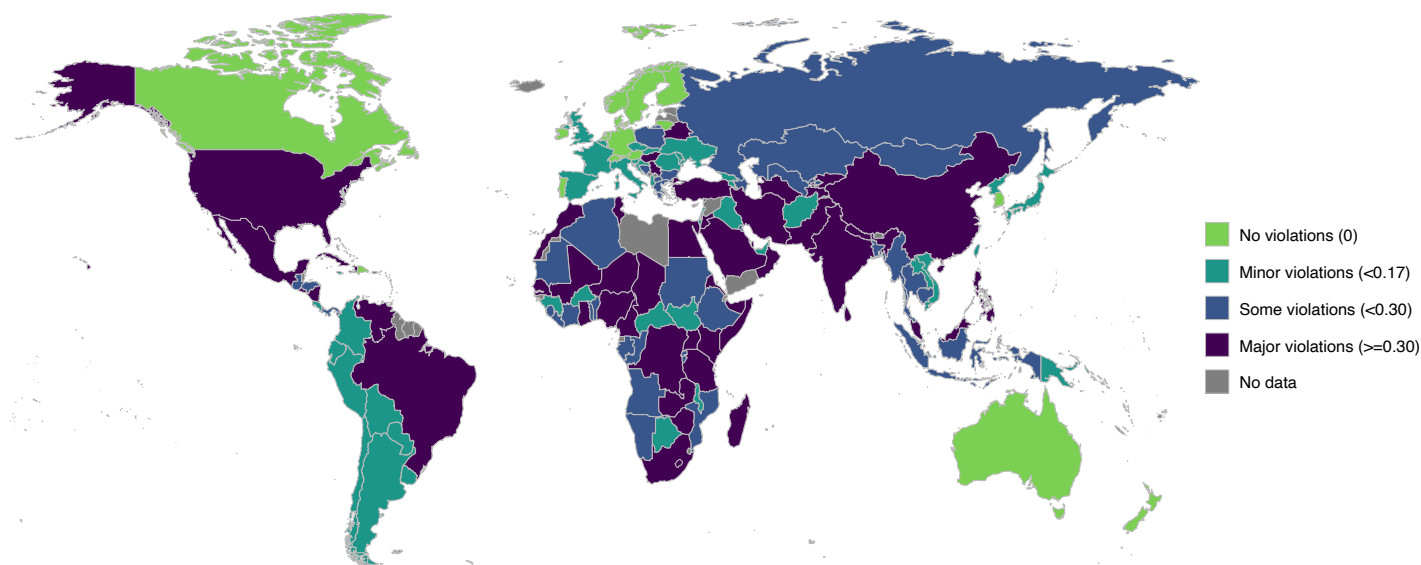 No violations (0)
Minor violations (<0.17)
Some violations (<0.30)
Major violations (>=0.30)
No data